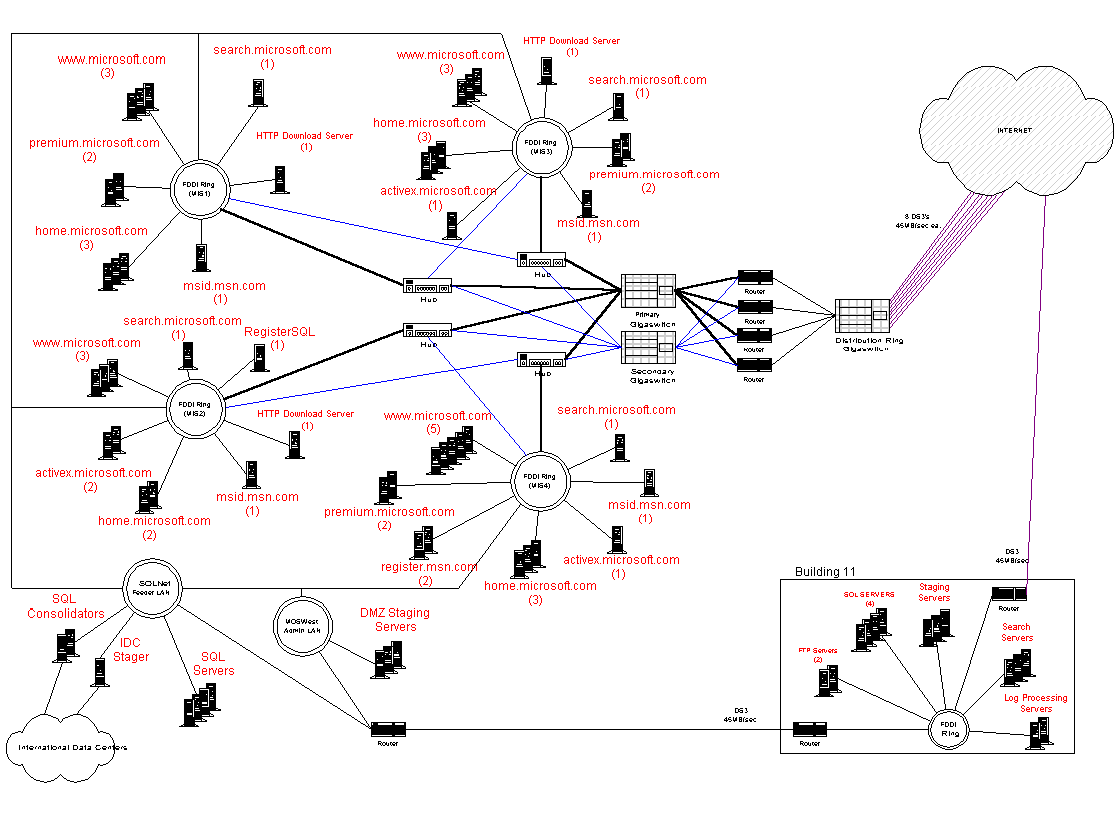 www.microsoft.com
(3)
search.microsoft.com
(1)
premium.microsoft.com
(2)
HTTP Download Server
(1)
FDDI Ring
(MIS1)
home.microsoft.com
(3)
msid.msn.com
(1)
www.microsoft.com
(3)
HTTP Download Server
(1)
search.microsoft.com
(1)
home.microsoft.com
(3)
FDDI Ring
(MIS3)
premium.microsoft.com
(2)
activex.microsoft.com
(1)
msid.msn.com
(1)
INTERNET
8 DS3's
45MB/sec ea.
Hub
Hub
Hub
Hub
Primary
Gigaswitch
Secondary
Gigaswitch
Router
Router
Router
Router
Distribution Ring
Gigaswitch
search.microsoft.com
(1)
RegisterSQL
(1)
www.microsoft.com
(3)
FDDI Ring
(MIS2)
HTTP Download Server
(1)
activex.microsoft.com
(2)
msid.msn.com
(1)
home.microsoft.com
(2)
www.microsoft.com
(5)
search.microsoft.com
(1)
FDDI Ring
(MIS4)
premium.microsoft.com
(2)
msid.msn.com
(1)
register.msn.com
(2)
activex.microsoft.com
(1)
home.microsoft.com
(3)
SQLNet
Feeder LAN
SQL
Consolidators
IDC
Stager
SQL
Servers
International Data Centers
MOSWest
Admin LAN
DMZ Staging
Servers
Router
DS3
45MB/sec
DS3
45MB/sec
Building 11
Router
SQL SERVERS
(4)
Staging
Servers
Search
Servers
FTP Servers
(2)
Log Processing
Servers
FDDI
Ring
Router